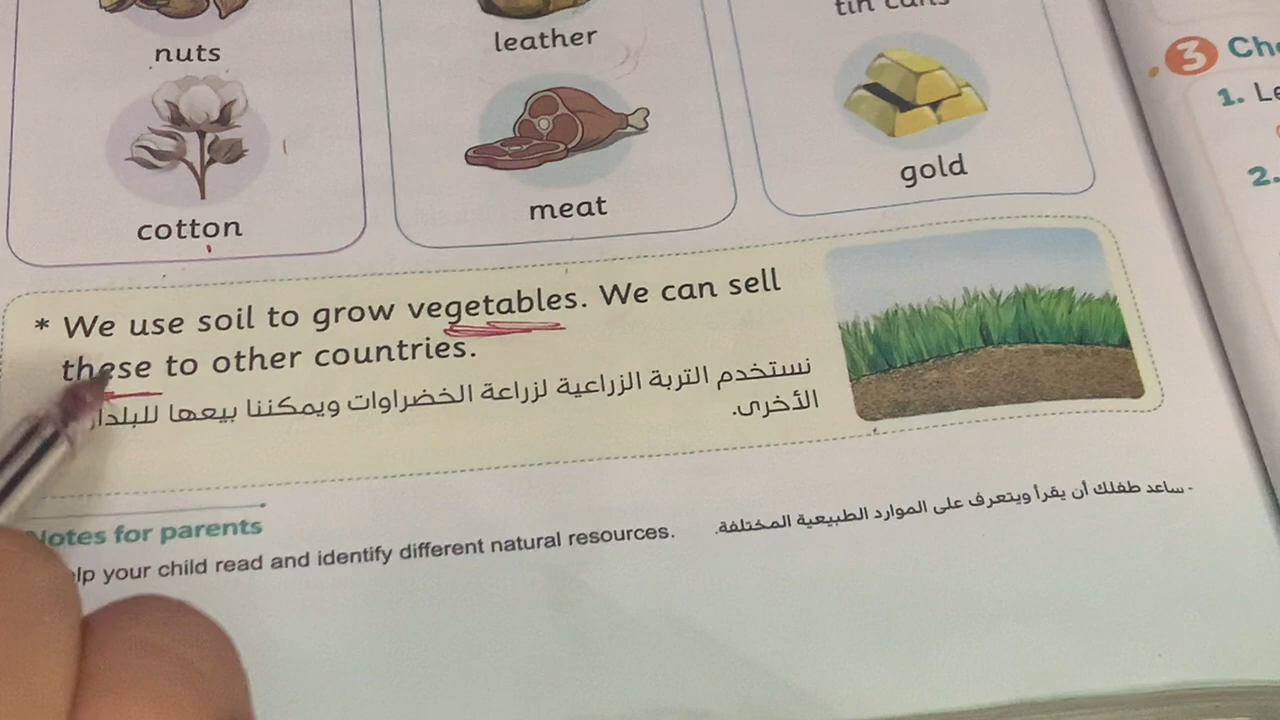 nuts
leather
cotton
meat
gold
3
1.
2.
* We use soil to grow vegetables. We can sell
these to other countries.
نستخدم التربة الزراعية لزراعة الخضراوات ويمكننا بيعها
الأخرى.
Notes for parents
your child read and identify different natural resources.
- ساعد طفلك أن يقرأ ويتعرف على الموارد الطبيعية المختلفة.